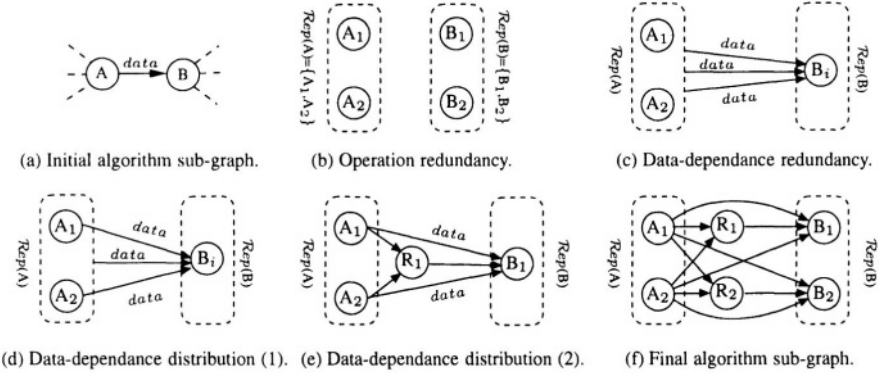 A
data
B
(a) Initial algorithm sub-graph.
Rep(A)={A1,A2}
A1
A2
B1
B2
Rep(B)={B1,B2}
(b) Operation redundancy.
Rep(A)
A1
A2
data
data
data
Bi
Rep(B)
(c) Data-dependance redundancy.
Rep(A)
A1
A2
data
data
data
Bi
Rep(B)
(d) Data-dependance distribution (1).
Rep(A)
A1
A2
R1
data
data
B1
Rep(B)
(e) Data-dependance distribution (2).
Rep(A)
A1
A2
R1
R2
B1
B2
Rep(B)
(f) Final algorithm sub-graph.